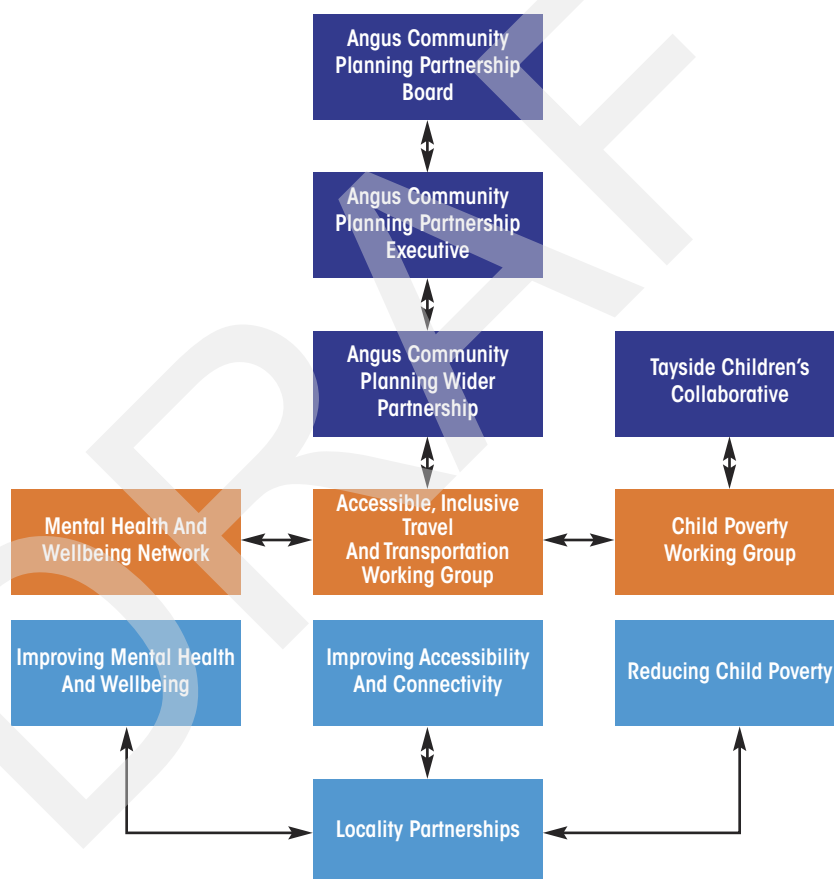 Angus Community
Planning Partnership
Board
Angus Community
Planning Partnership
Executive
Angus Community
Planning Wider
Partnership
Tayside Children's
Collaborative
Mental Health And
Wellbeing Network
Accessible, Inclusive
Travel
And Transportation
Working Group
Child Poverty
Working Group
Improving Mental Health
And Wellbeing
Improving Accessibility
And Connectivity
Reducing Child Poverty
Locality Partnerships
DRAF